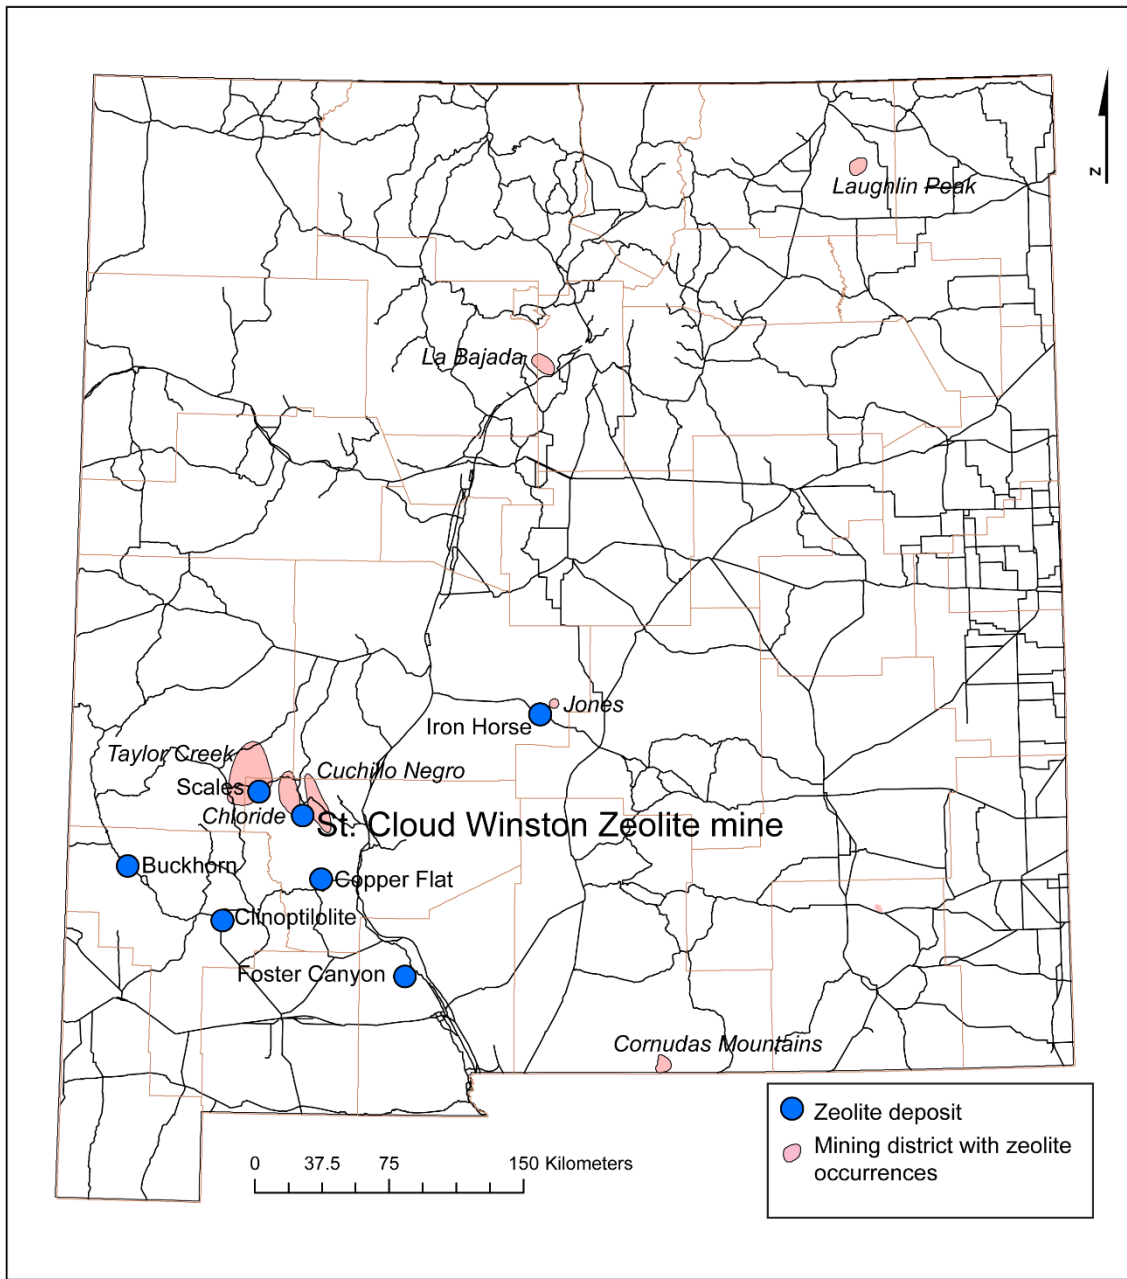 N
Laughlin Peak
La Bajada
Jones
Iron Horse
Taylor Creek
Cuchillo Negro
Scales
Chloride
St. Cloud Winston Zeolite mine
Buckhorn
Copper Flat
Clinoptilolite
Foster Canyon
Cornudas Mountains
Zeolite deposit
Mining district with zeolite
occurrences
0 37.5 75 150 Kilometers